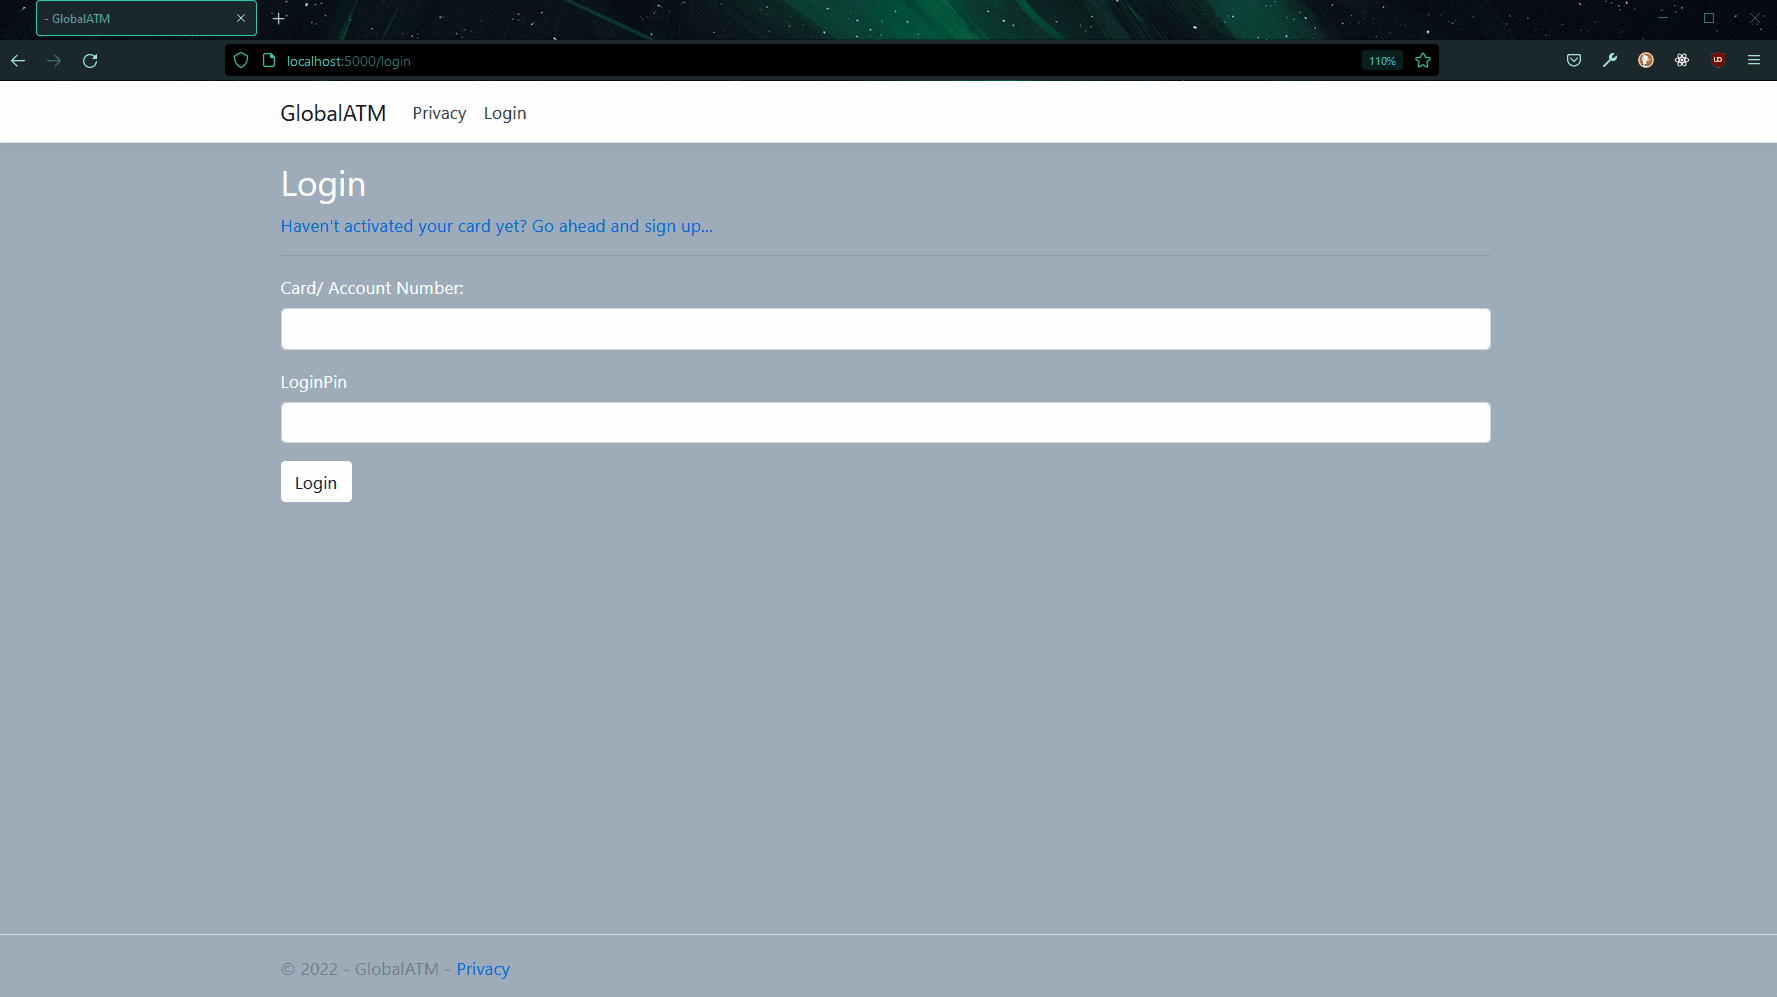 - GlobalATM
localhost:5000/login
110%
GlobalATM Privacy Login
Login
Haven't activated your card yet? Go ahead and sign up...
Card/ Account Number:
LoginPin
Login
© 2022 - GlobalATM - Privacy